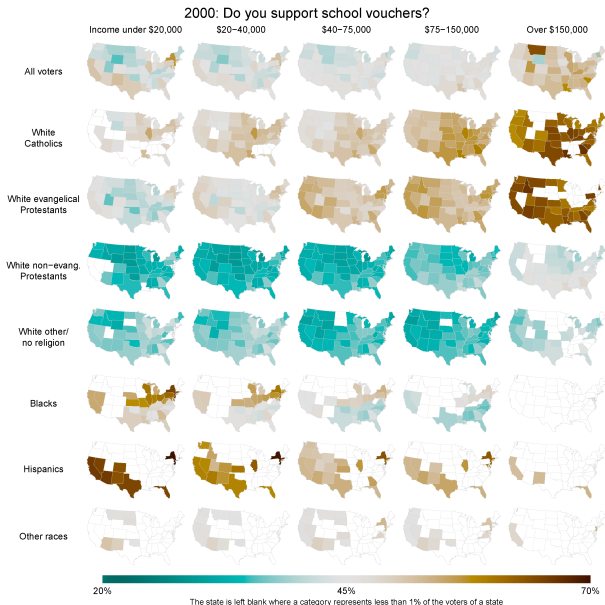 2000: Do you support school vouchers?
Income under $20,000 $20−40,000 $40−75,000 $75−150,000 Over $150,000
All voters
White
Catholics
White evangelical
Protestants
White non−evang.
Protestants
White other/
no religion
Blacks
Hispanics
Other races
20% 45% 70%
The state is left blank where a category represents less than 1% of the voters of a state